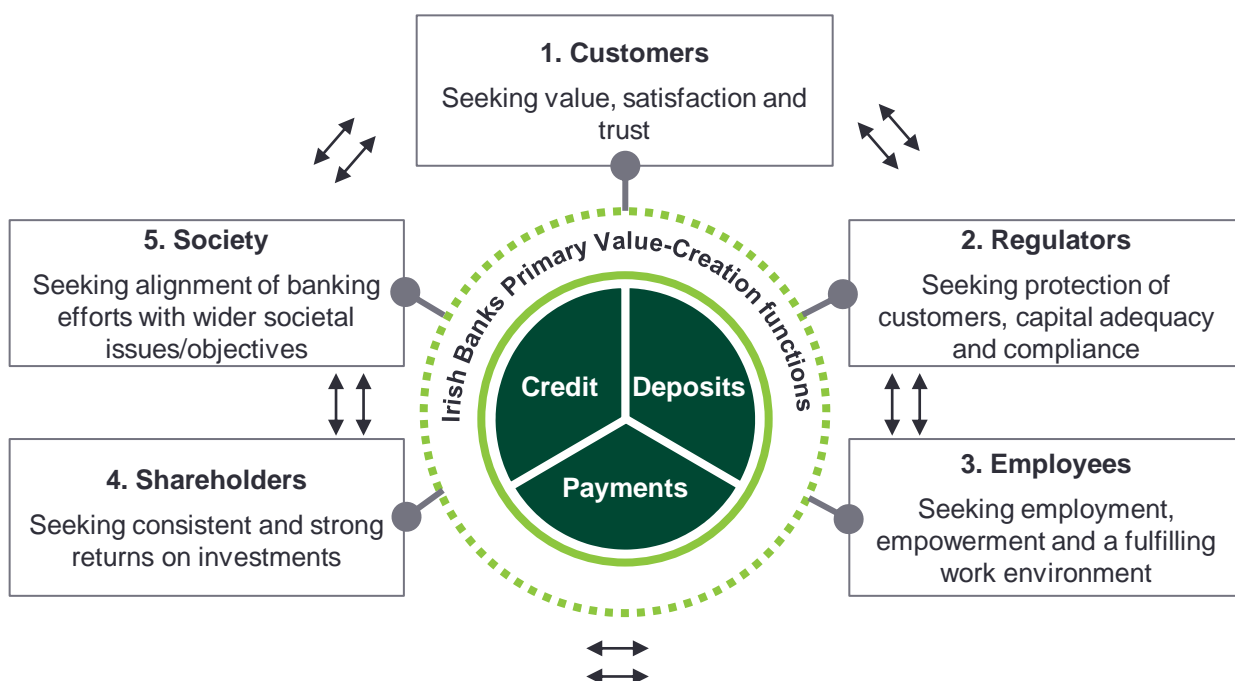 1. Customers
Seeking value, satisfaction and
trust
5. Society
Seeking alignment of banking
efforts with wider societal
issues/objectives
2. Regulators
Seeking protection of
customers, capital adequacy
and compliance
Irish Banks Primary Value-Creation functions
Credit
Deposits
Payments
4. Shareholders
Seeking consistent and strong
returns on investments
3. Employees
Seeking employment,
empowerment and a fulfilling
work environment